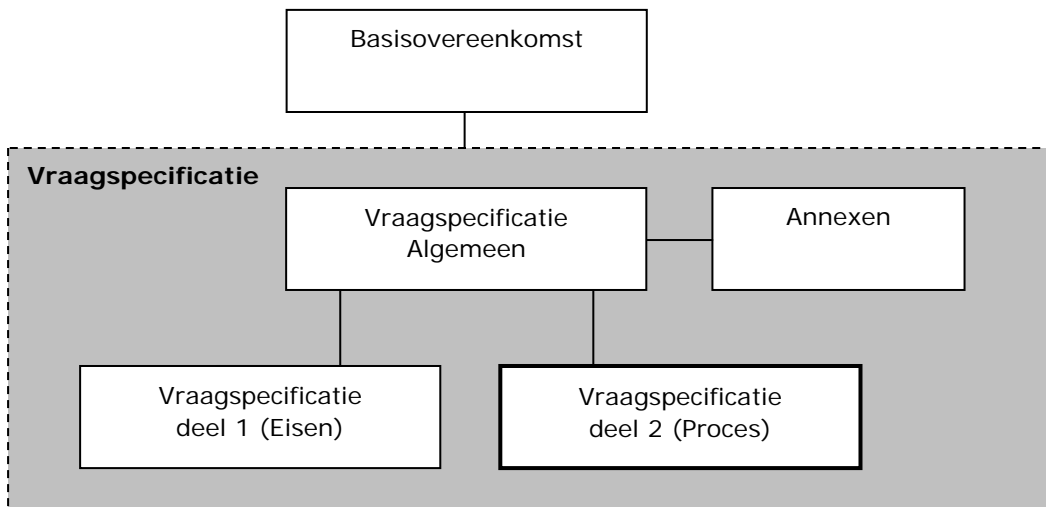 Basisovereenkomst
Vraagspecificatie
Vraagspecificatie
Algemeen
Annexen
Vraagspecificatie
deel 1 (Eisen)
Vraagspecificatie
deel 2 (Proces)